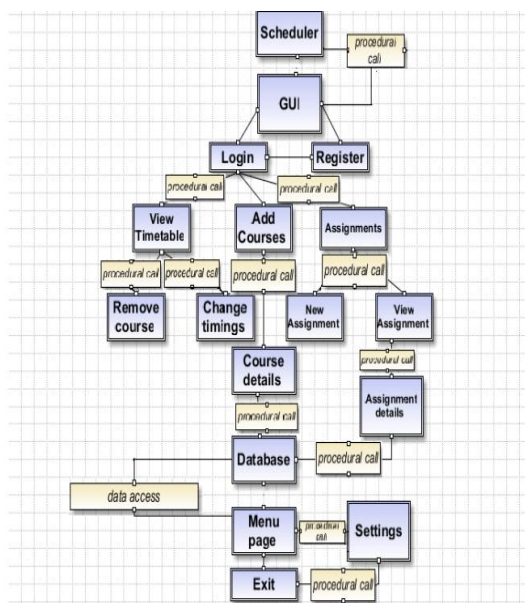 Scheduler
procedural
call
GUI
Login
Register
procedural call
procedural call
View
Timetable
Add
Courses
Assignments
procedural call
procedural call
procedural call
procedural call
Remove
course
Change
timings
New
Assignment
View
Assignment
Course
details
procedural call
Assignment
details
procedural call
Database
procedural call
data access
Menu
page
procedural
call
Settings
Exit
procedural call